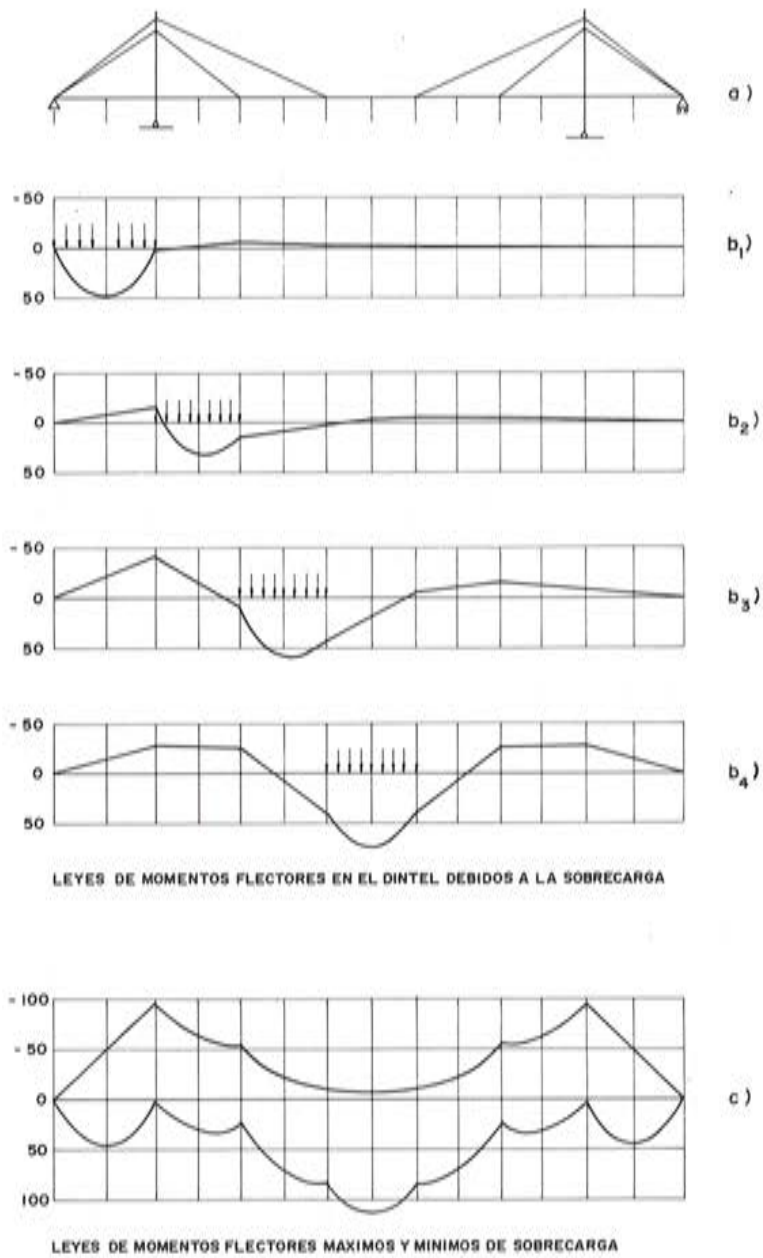 a)
- 50
0
50
b1)
- 50
0
50
b2)
- 50
0
50
b3)
- 50
0
50
b4)
LEYES DE MOMENTOS FLECTORES EN EL DINTEL DEBIDOS A LA SOBRECARGA
- 100
- 50
0
50
100
c)
LEYES DE MOMENTOS FLECTORES MAXIMOS Y MINIMOS DE SOBRECARGA